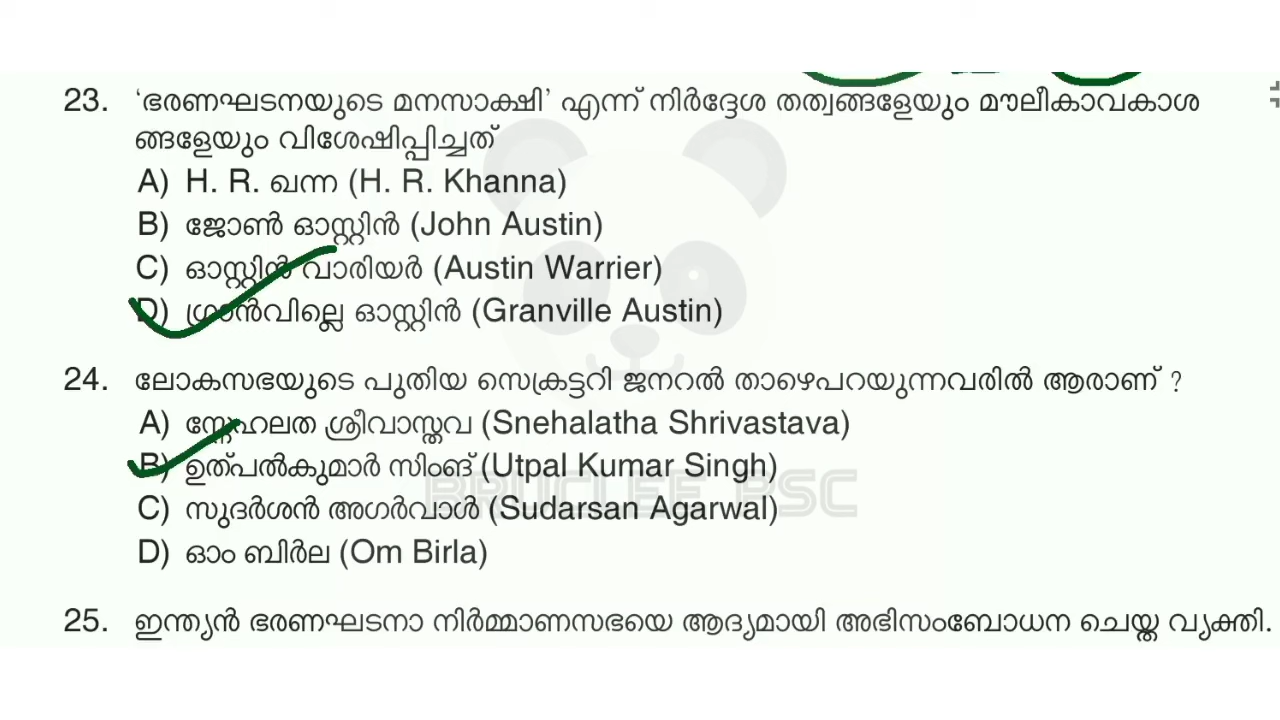 23. ‘ഭരണഘടനയുടെ മനസാക്ഷി’ എന്ന് നിർദ്ദേശ തത്വങ്ങളേയും മൗലീകാവകാശ
ങ്ങളേയും വിശേഷിപ്പിച്ചത്
A) H. R. ഖന്ന (H. R. Khanna)
B) ജോൺ ഓസ്റ്റിൻ (John Austin)
C) ഓസ്റ്റിൻ വാരിയർ (Austin Warrier)
D) ഗ്രാൻവില്ലെ ഓസ്റ്റിൻ (Granville Austin)
24. ലോകസഭയുടെ പുതിയ സെക്രട്ടറി ജനറൽ താഴെപറയുന്നവരിൽ ആരാണ് ?
A) സ്നേഹലത ശ്രീവാസ്തവ (Snehalatha Shrivastava)
B) ഉത്പൽകുമാർ സിംങ് (Utpal Kumar Singh)
BRUCLEE PSC
C) സുദർശൻ അഗർവാൾ (Sudarsan Agarwal)
D) ഓം ബിർല (Om Birla)
25. ഇന്ത്യൻ ഭരണഘടനാ നിർമ്മാണസഭയെ ആദ്യമായി അഭിസംബോധന ചെയ്ത വ്യക്തി.